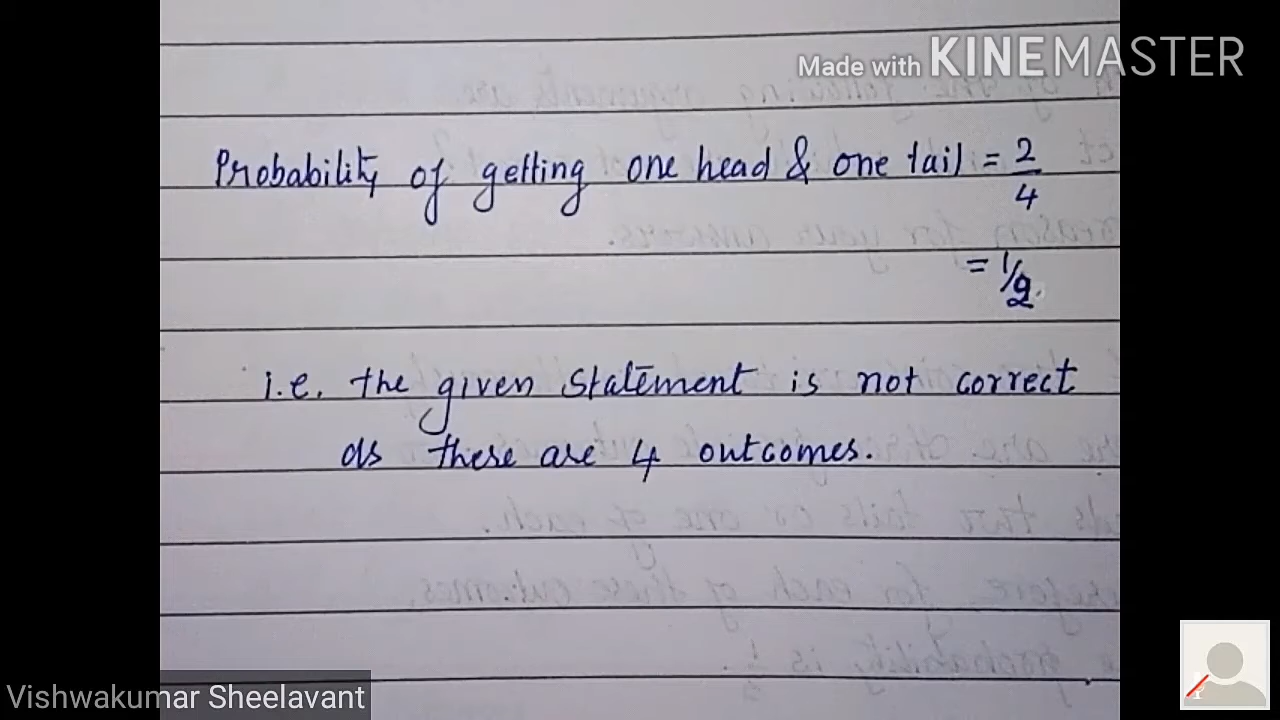 Made with KINEMASTER
Probability of getting one head & one tail = 2/4
= 1/2.
i.e. the given statement is not correct
as there are 4 outcomes.
Vishwakumar Sheelavant